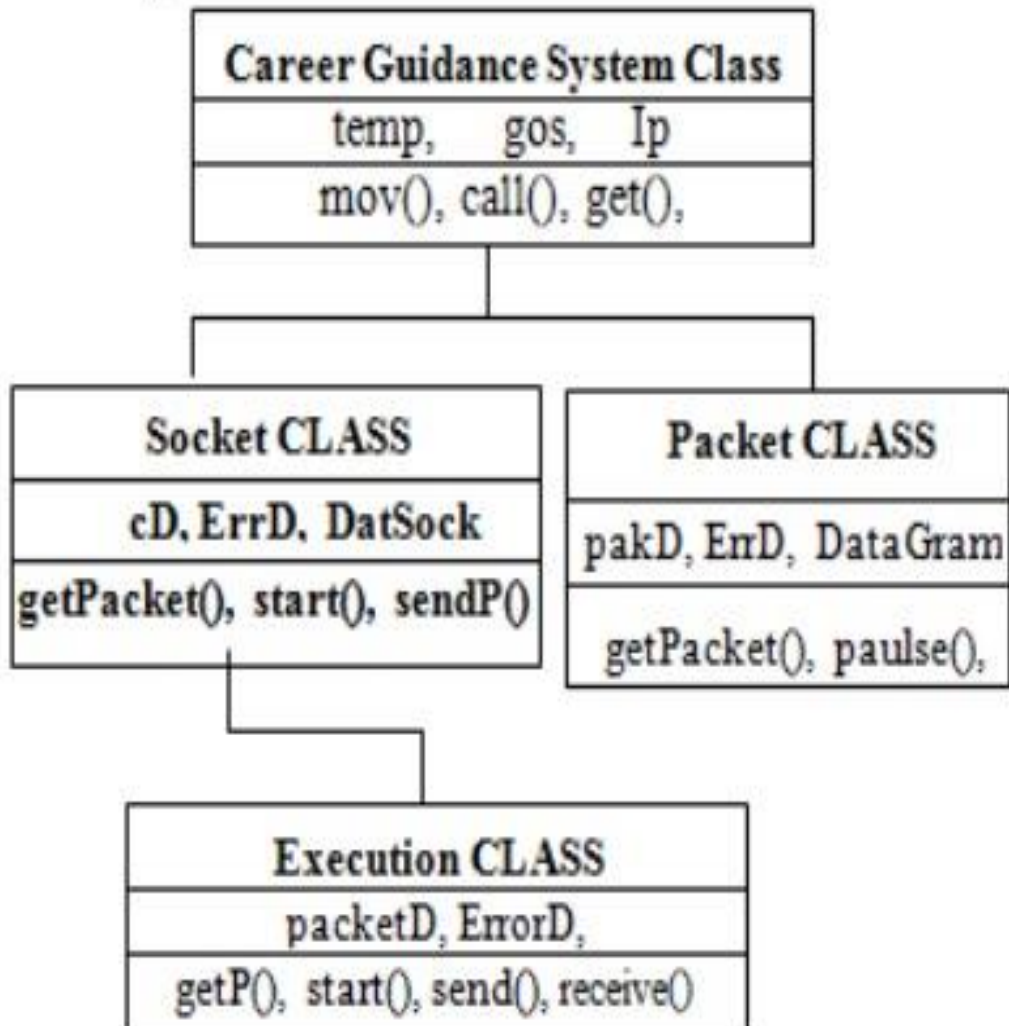 Career Guidance System Class
temp, gos, Ip
mov(), call(), get(),
Socket CLASS
cD, ErrD, DatSock
getPacket(), start(), sendP()
Packet CLASS
pakD, ErrD, DataGram
getPacket(), paulse(),
Execution CLASS
packetD, ErrorD,
getP(), start(), send(), receive()